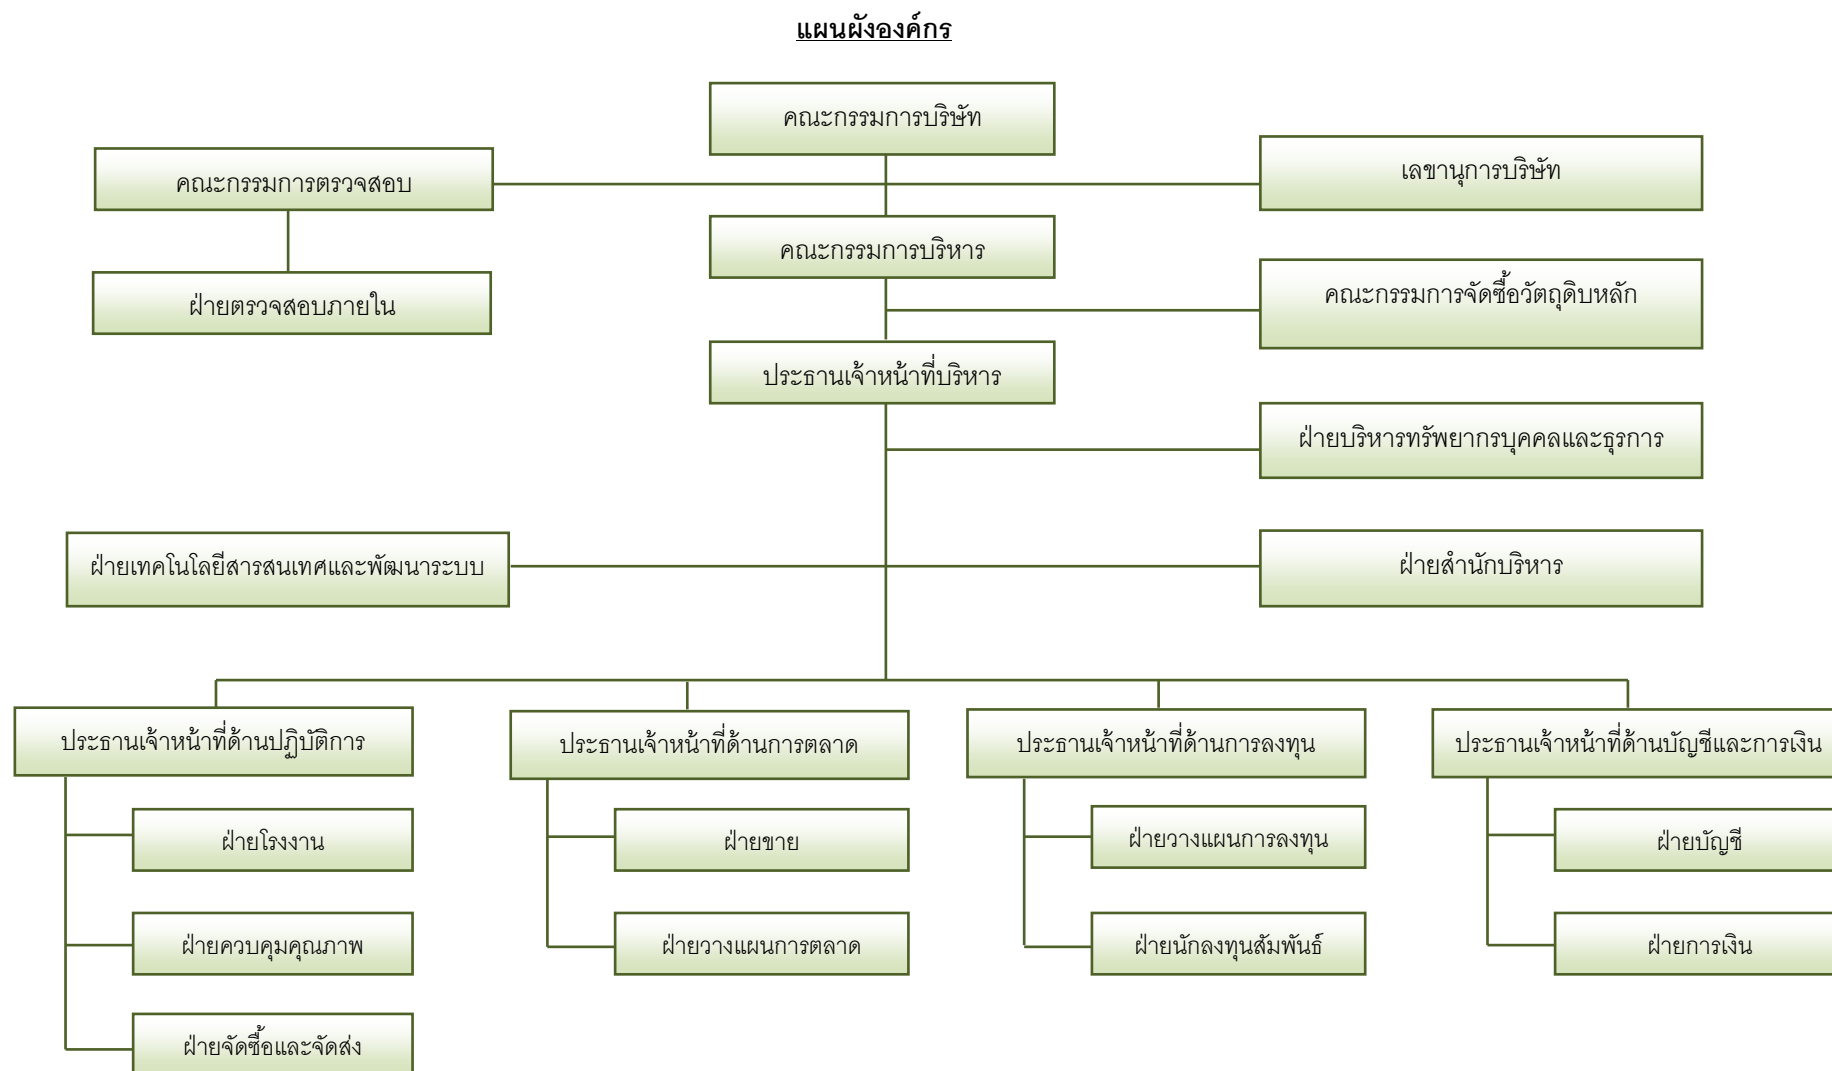 แผนผังองค์กร
คณะกรรมการบริษัท
คณะกรรมการตรวจสอบ
เลขานุการบริษัท
คณะกรรมการบริหาร
ฝ่ายตรวจสอบภายใน
คณะกรรมการจัดซื้อวัตถุดิบหลัก
ประธานเจ้าหน้าที่บริหาร
ฝ่ายบริหารทรัพยากรบุคคลและธุรการ
ฝ่ายเทคโนโลยีสารสนเทศและพัฒนาระบบ
ฝ่ายสำนักบริหาร
ประธานเจ้าหน้าที่ด้านปฏิบัติการ
ประธานเจ้าหน้าที่ด้านการตลาด
ประธานเจ้าหน้าที่ด้านการลงทุน
ประธานเจ้าหน้าที่ด้านบัญชีและการเงิน
ฝ่ายโรงงาน
ฝ่ายขาย
ฝ่ายวางแผนการลงทุน
ฝ่ายบัญชี
ฝ่ายควบคุมคุณภาพ
ฝ่ายวางแผนการตลาด
ฝ่ายนักลงทุนสัมพันธ์
ฝ่ายการเงิน
ฝ่ายจัดซื้อและจัดส่ง